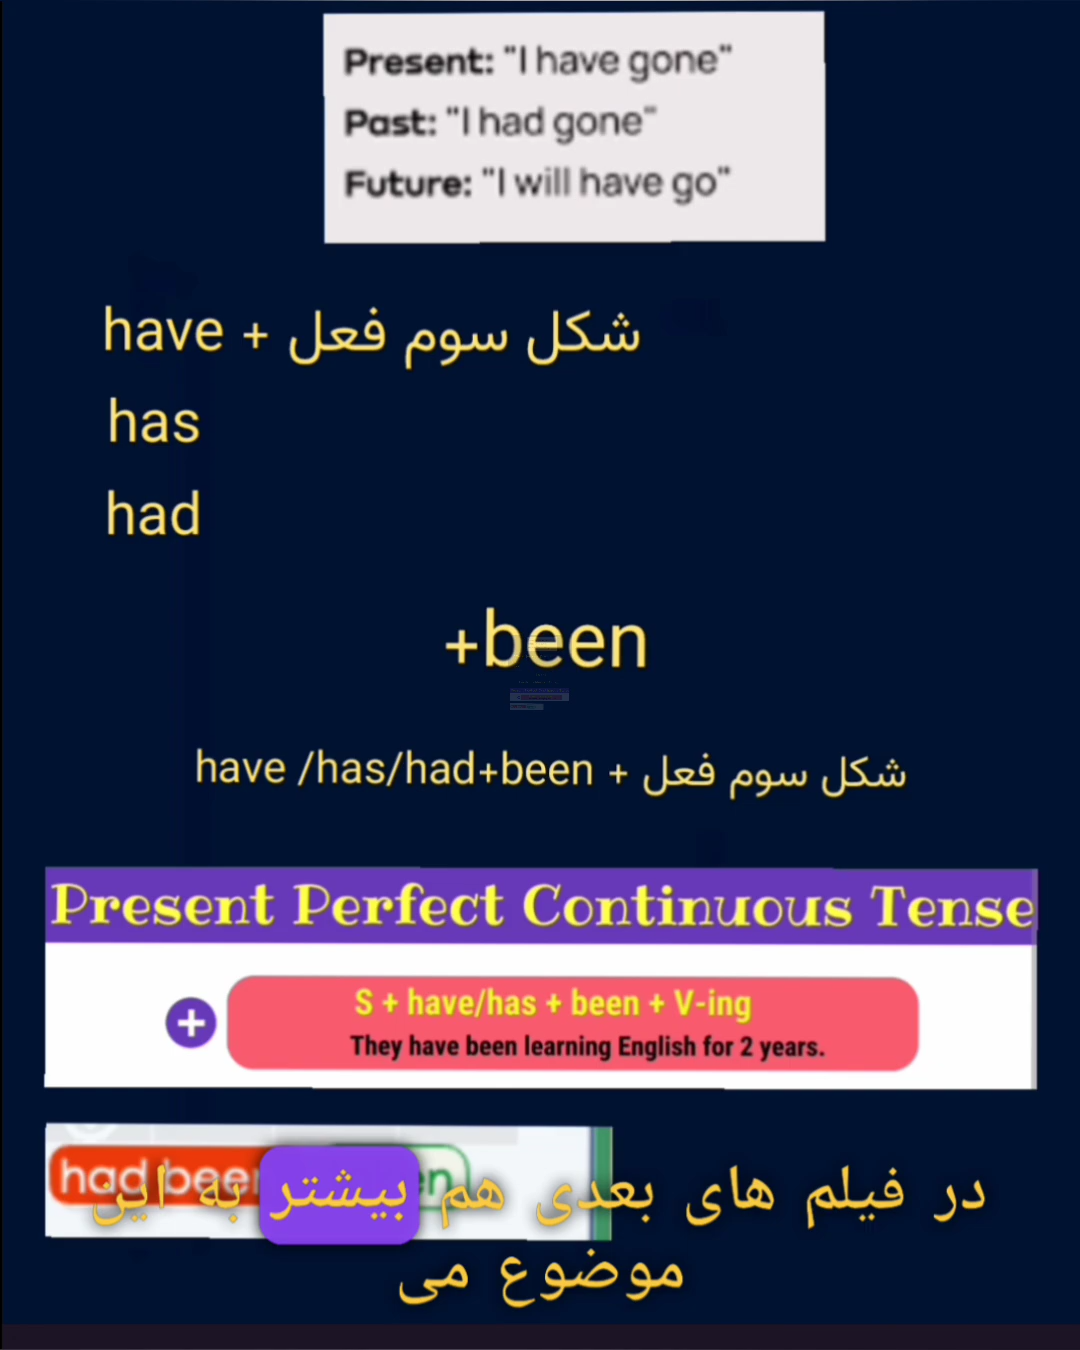 Present: "I have gone"
Past: "I had gone"
Future: "I will have go"
have + شکل سوم فعل
has
had
+been
have /has/had+been + شکل سوم فعل
Present Perfect Continuous Tense
+ S + have/has + been + V-ing
They have been learning English for 2 years.
had been
در فیلم های بعدی هم بیشتر به این
موضوع می